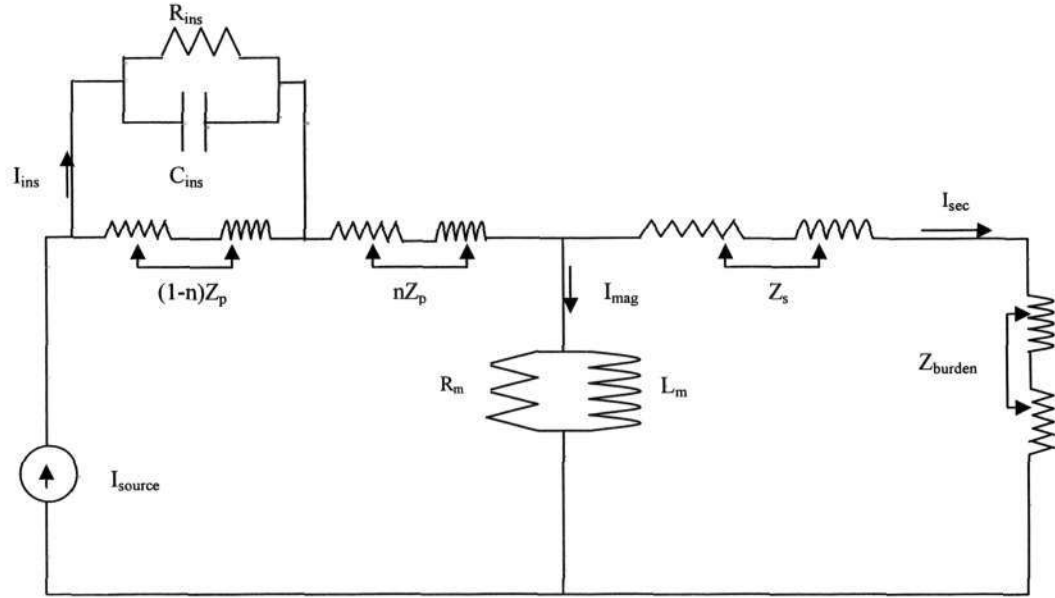 R_ins
I_ins
C_ins
I_sec
(1-n)Z_p
nZ_p
I_mag
Z_s
R_m
L_m
Z_burden
I_source